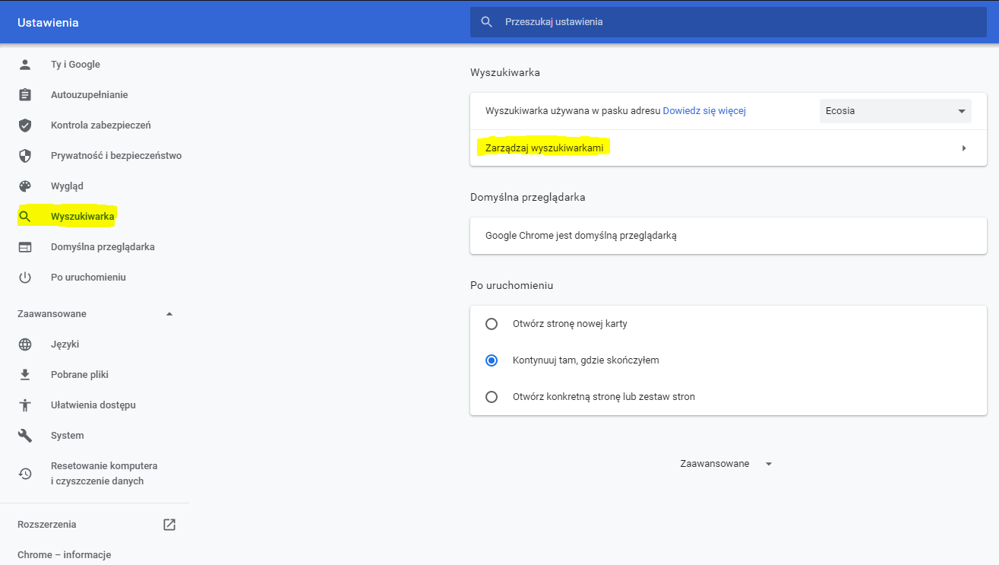 Ustawienia
Przeszukaj ustawienia
Ty i Google
Autouzupełnianie
Kontrola zabezpieczeń
Prywatność i bezpieczeństwo
Wygląd
Wyszukiwarka
Domyślna przeglądarka
Po uruchomieniu
Zaawansowane
Języki
Pobrane pliki
Ułatwienia dostępu
System
Resetowanie komputera
i czyszczenie danych
Rozszerzenia
Chrome – informacje
Wyszukiwarka
Wyszukiwarka używana w pasku adresu Dowiedz się więcej
Ecosia
Zarządzaj wyszukiwarkami
Domyślna przeglądarka
Google Chrome jest domyślną przeglądarką
Po uruchomieniu
Otwórz stronę nowej karty
Kontynuuj tam, gdzie skończyłem
Otwórz konkretną stronę lub zestaw stron
Zaawansowane